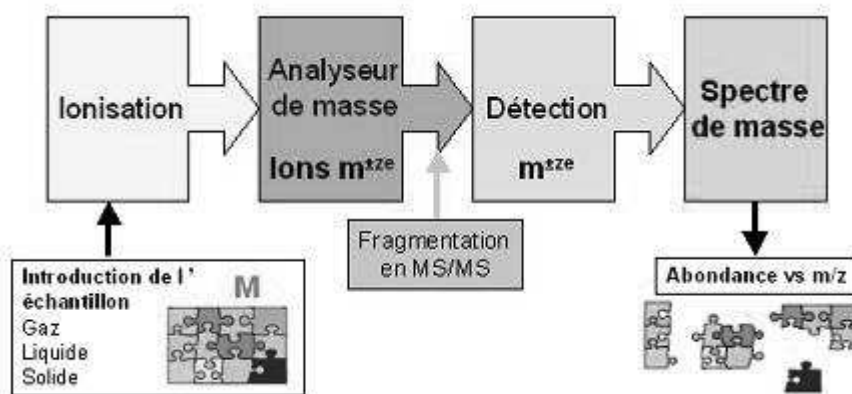 Ionisation
Analyseur
de masse
Ions m±ze
Détection
m±ze
Spectre
de masse
Fragmentation
en MS/MS
Introduction de l'
échantillon
Gaz
Liquide
Solide
M
Abondance vs m/z